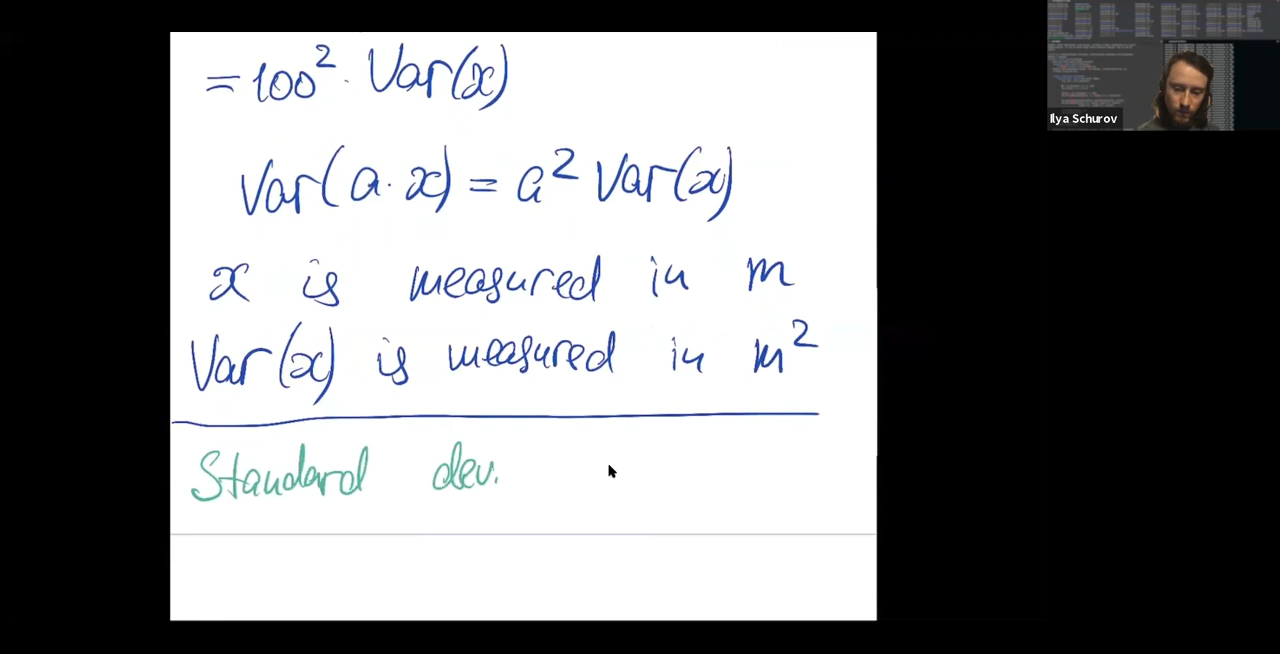 = 100² · Var(x)
Var(a · x) = a² Var(x)
x is measured in m
Var(x) is measured in m²
Standard dev.
Ilya Schurov